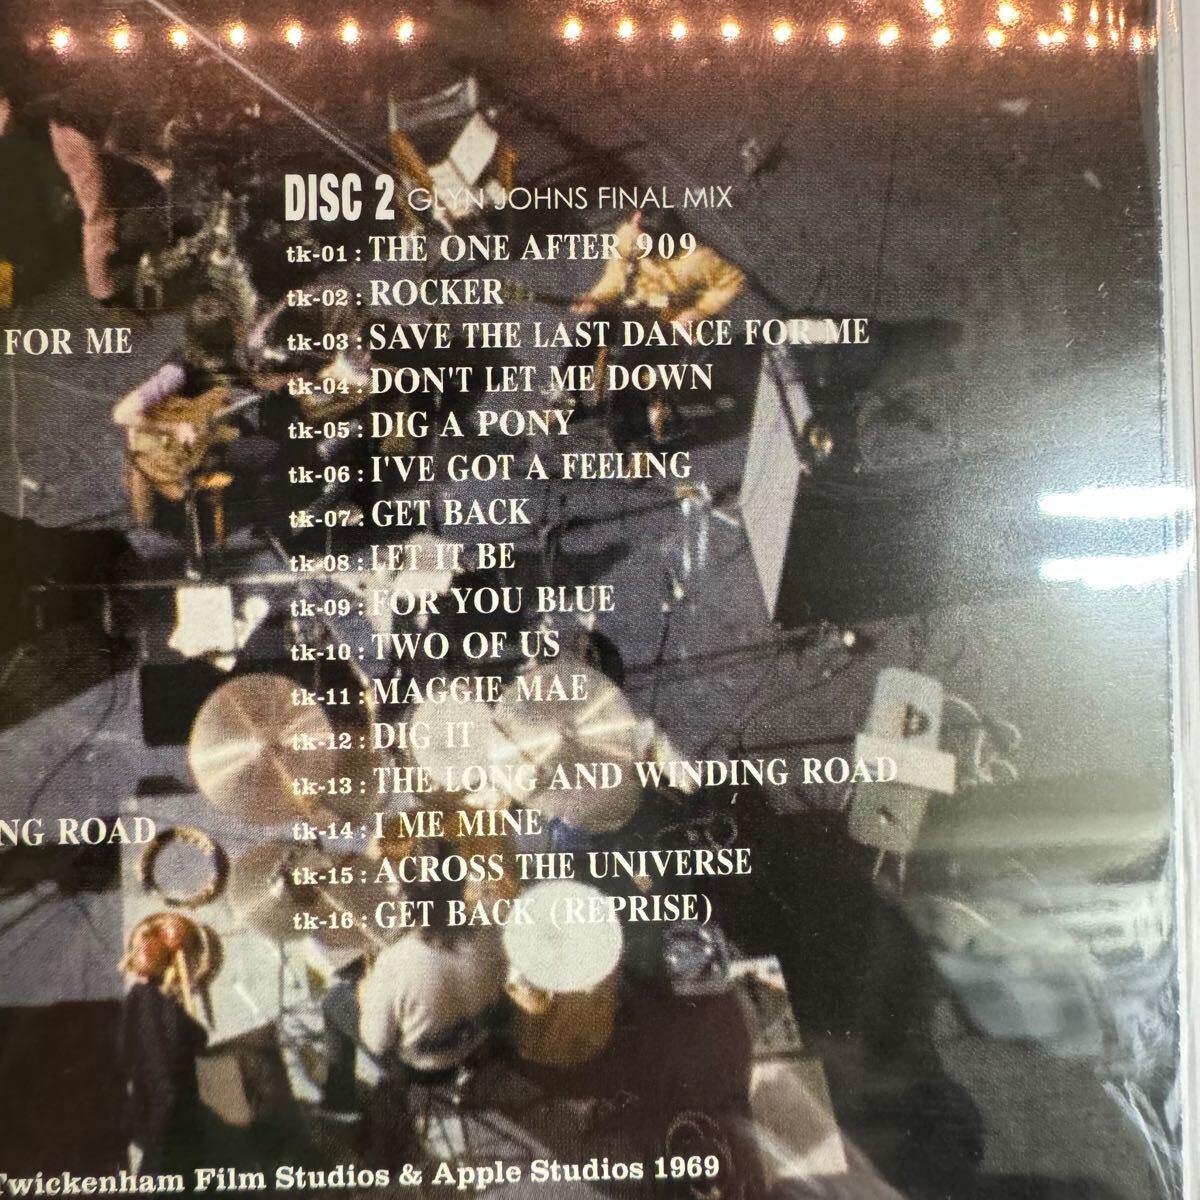 DISC 2 GLYN JOHNS FINAL MIX
tk-01 : THE ONE AFTER 909
tk-02 : ROCKER
tk-03 : SAVE THE LAST DANCE FOR ME
FOR ME
tk-04 : DON'T LET ME DOWN
tk-05 : DIG A PONY
tk-06 : I'VE GOT A FEELING
tk-07 : GET BACK
tk-08 : LET IT BE
tk-09 : FOR YOU BLUE
tk-10 : TWO OF US
tk-11 : MAGGIE MAE
tk-12 : DIG IT
tk-13 : THE LONG AND WINDING ROAD
tk-14 : I ME MINE
NG ROAD
tk-15 : ACROSS THE UNIVERSE
tk-16 : GET BACK (REPRISE)
Twickenham Film Studios & Apple Studios 1969